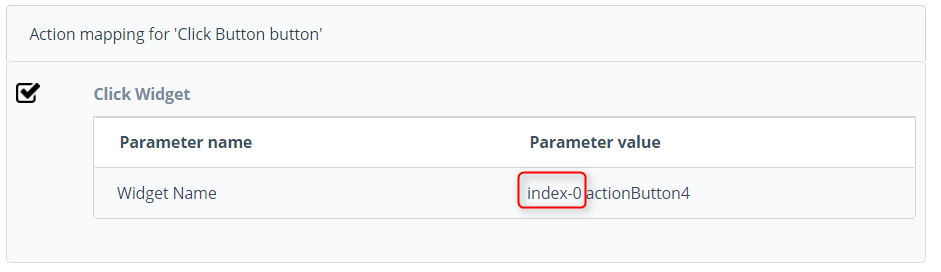 Action mapping for 'Click Button button'
Click Widget
Parameter name Parameter value
Widget Name index-0 actionButton4